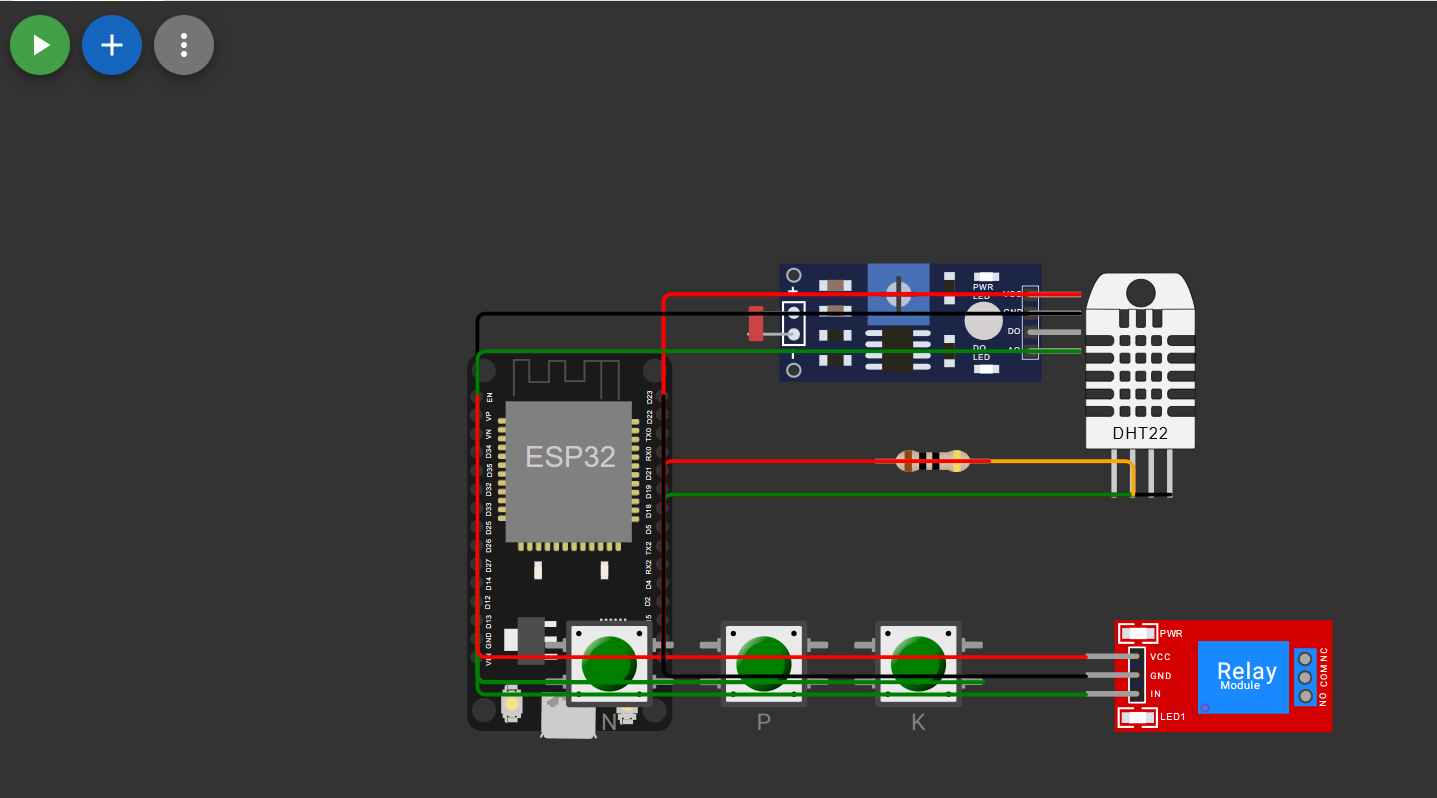 PWR
LED
VCC
GND
DO
DO
LED
AO
DHT22
ESP32
EN
VP
VN
D34
D35
D32
D33
D25
D26
D27
D14
D12
D13
GND
VIN
D23
D22
TX0
RX0
D21
D19
D18
D5
TX2
RX2
D4
D2
N
P
K
PWR
VCC
GND
IN
LED1
Relay
Module
NO COM NC